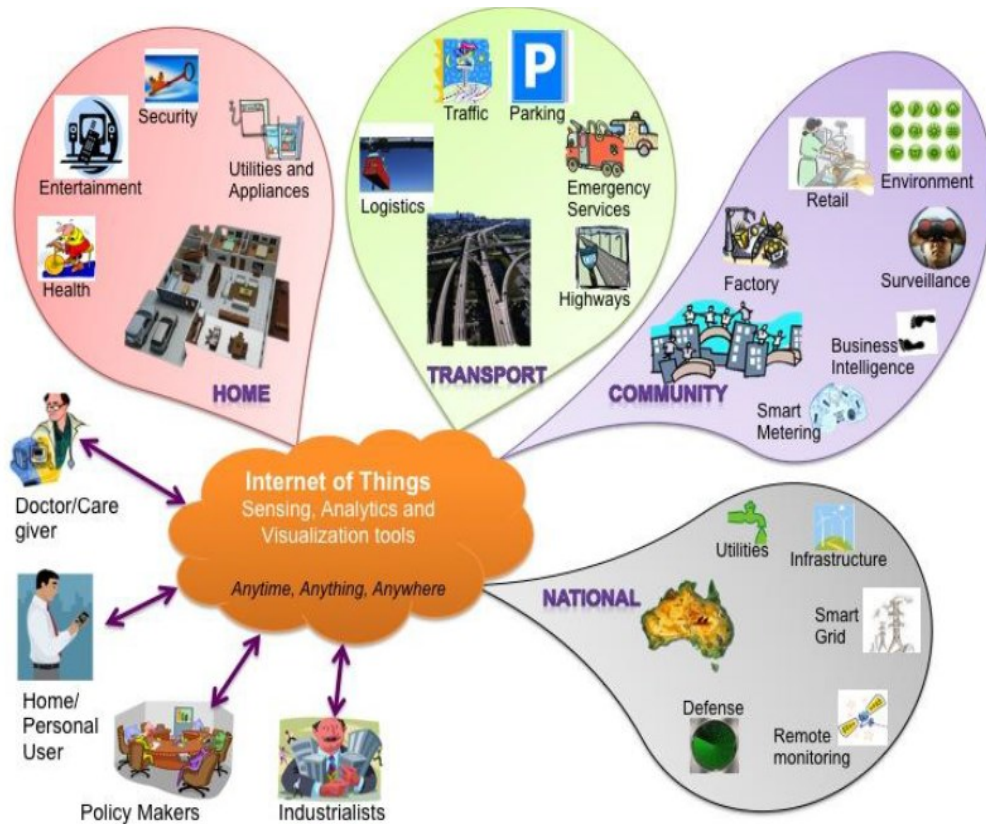 Security
Entertainment
Utilities and
Appliances
Health
HOME
Traffic
P
Parking
Logistics
Emergency
Services
Highways
TRANSPORT
Retail
Environment
Factory
Surveillance
Business
Intelligence
COMMUNITY
Smart
Metering
Internet of Things
Sensing, Analytics and
Visualization tools
Anytime, Anything, Anywhere
Doctor/Care
giver
Home/
Personal
User
Policy Makers
Industrialists
Utilities
Infrastructure
NATIONAL
Smart
Grid
Defense
Remote
monitoring